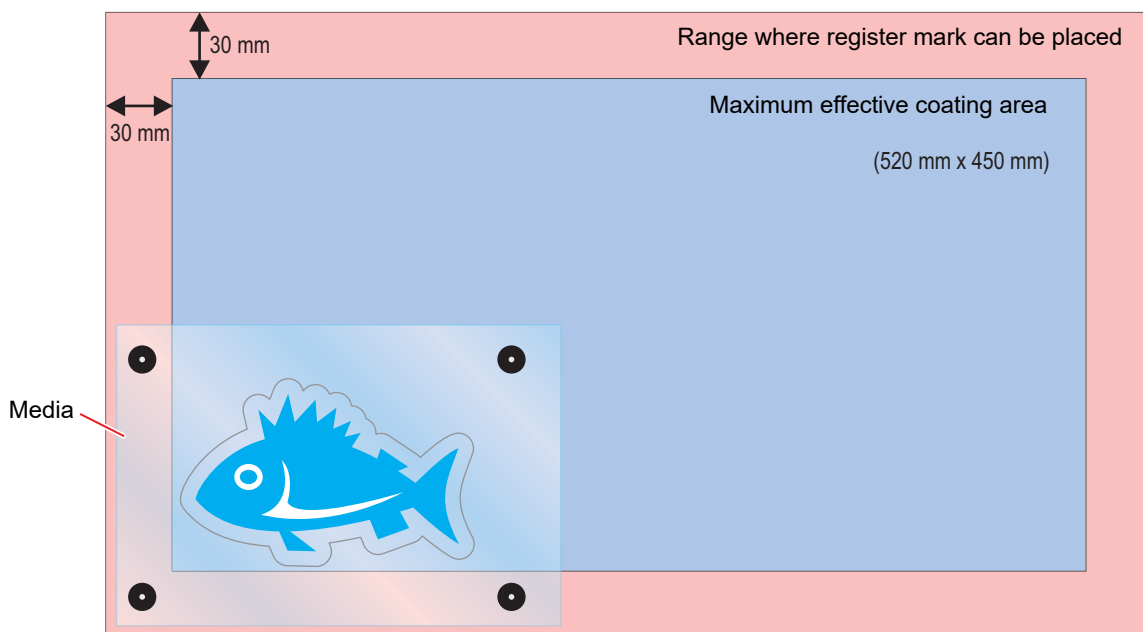 30 mm
Range where register mark can be placed
30 mm
Maximum effective coating area
(520 mm x 450 mm)
Media